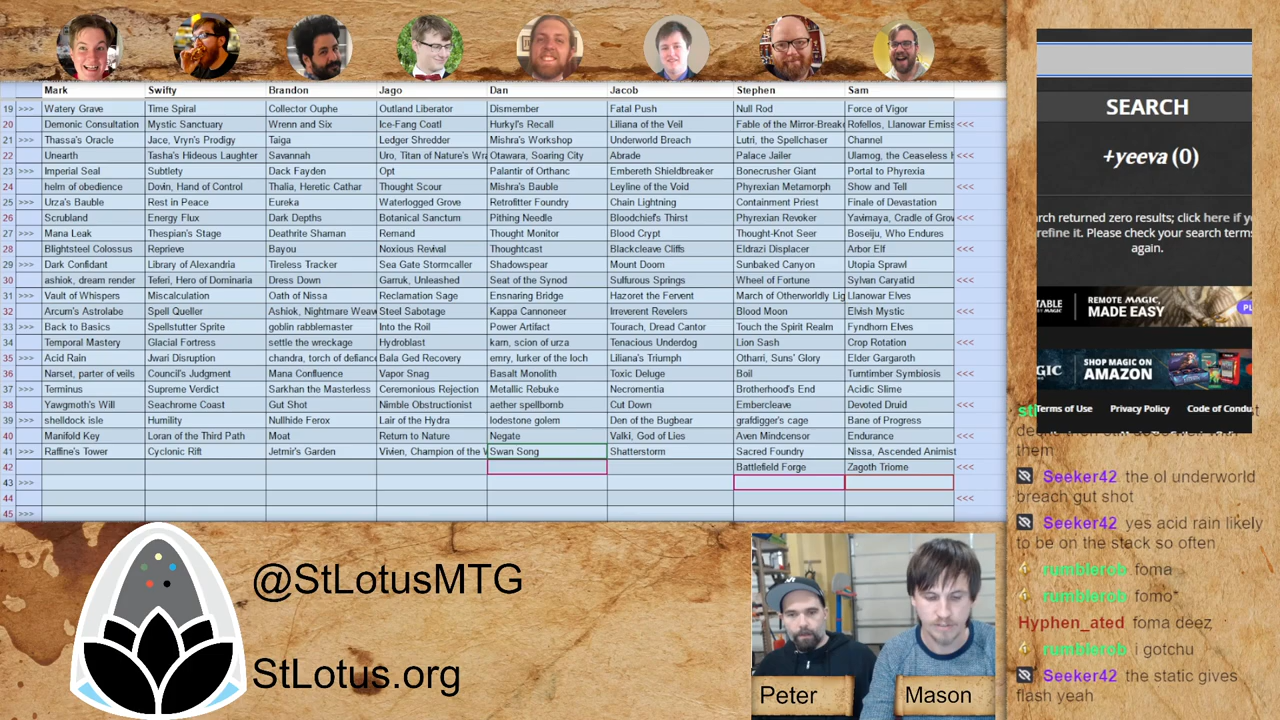 Mark Swifty Brandon Jago Dan Jacob Stephen Sam
19 >>> Watery Grave Time Spiral Collector Ouphe Outland Liberator Dismember Fatal Push Null Rod Force of Vigor
20 Demonic Consultation Mystic Sanctuary Wrenn and Six Ice-Fang Coatl Hurkyl's Recall Liliana of the Veil Fable of the Mirror-Breake Rofellos, Llanowar Emiss <<<
21 >>> Thassa's Oracle Jace, Vryn's Prodigy Taiga Ledger Shredder Mishra's Workshop Underworld Breach Lutri, the Spellchaser Channel
22 Unearth Tasha's Hideous Laughter Savannah Uro, Titan of Nature's Wra Otawara, Soaring City Abrade Palace Jailer Ulamog, the Ceaseless H <<<
23 >>> Imperial Seal Subtlety Dack Fayden Opt Palantir of Orthanc Embereth Shieldbreaker Bonecrusher Giant Portal to Phyrexia
24 helm of obedience Dovin, Hand of Control Thalia, Heretic Cathar Thought Scour Mishra's Bauble Leyline of the Void Phyrexian Metamorph Show and Tell <<<
25 >>> Urza's Bauble Rest in Peace Eureka Waterlogged Grove Retrofitter Foundry Chain Lightning Containment Priest Finale of Devastation
26 Scrubland Energy Flux Dark Depths Botanical Sanctum Pithing Needle Bloodchief's Thirst Phyrexian Revoker Yavimaya, Cradle of Grov <<<
27 >>> Mana Leak Thespian's Stage Deathrite Shaman Remand Thought Monitor Blood Crypt Thought-Knot Seer Boseiju, Who Endures
28 Blightsteel Colossus Reprieve Bayou Noxious Revival Thoughtcast Blackcleave Cliffs Eldrazi Displacer Arbor Elf <<<
29 >>> Dark Confidant Library of Alexandria Tireless Tracker Sea Gate Stormcaller Shadowspear Mount Doom Sunbaked Canyon Utopia Sprawl
30 ashiok, dream render Teferi, Hero of Dominaria Dress Down Garruk, Unleashed Seat of the Synod Sulfurous Springs Wheel of Fortune Sylvan Caryatid <<<
31 >>> Vault of Whispers Miscalculation Oath of Nissa Reclamation Sage Ensnaring Bridge Hazoret the Fervent March of Otherworldly Lig Llanowar Elves
32 Arcum's Astrolabe Spell Queller Ashiok, Nightmare Weav Steel Sabotage Kappa Cannoneer Irreverent Revelers Blood Moon Elvish Mystic <<<
33 >>> Back to Basics Spellstutter Sprite goblin rabblemaster Into the Roil Power Artifact Tourach, Dread Cantor Touch the Spirit Realm Fyndhorn Elves
34 Temporal Mastery Glacial Fortress settle the wreckage Hydroblast karn, scion of urza Tenacious Underdog Lion Sash Crop Rotation <<<
35 >>> Acid Rain Jwari Disruption chandra, torch of defiance Bala Ged Recovery emry, lurker of the loch Liliana's Triumph Otharri, Suns' Glory Elder Gargaroth
36 Narset, parter of veils Council's Judgment Mana Confluence Vapor Snag Basalt Monolith Toxic Deluge Boil Turntimber Symbiosis <<<
37 >>> Terminus Supreme Verdict Sarkhan the Masterless Ceremonious Rejection Metallic Rebuke Necromentia Brotherhood's End Acidic Slime
38 Yawgmoth's Will Seachrome Coast Gut Shot Nimble Obstructionist aether spellbomb Cut Down Embercleave Devoted Druid <<<
39 >>> shelldock isle Humility Nullhide Ferox Lair of the Hydra lodestone golem Den of the Bugbear grafdigger's cage Bane of Progress
40 Manifold Key Loran of the Third Path Moat Return to Nature Negate Valki, God of Lies Aven Mindcensor Endurance <<<
41 >>> Raffine's Tower Cyclonic Rift Jetmir's Garden Vivien, Champion of the W Swan Song Shatterstorm Sacred Foundry Nissa, Ascended Animist
42 Battlefield Forge Zagoth Triome <<<
43 >>>
44 <<<
45 >>>
SEARCH
+yeeva (0)
rch returned zero results; click here if yo
refine it. Please check your search terms
again.
TABLE
REMOTE MAGIC,
MADE EASY
PL
GIC
SHOP MAGIC ON
AMAZON
Terms of Use Privacy Policy Code of Condu
them
Seeker42 the ol underworld
breach gut shot
Seeker42 yes acid rain likely
to be on the stack so often
rumblerob foma
rumblerob fomo*
Hyphen_ated foma deez
rumblerob i gotchu
Seeker42 the static gives
flash yeah
@StLotusMTG
StLotus.org
Peter
Mason